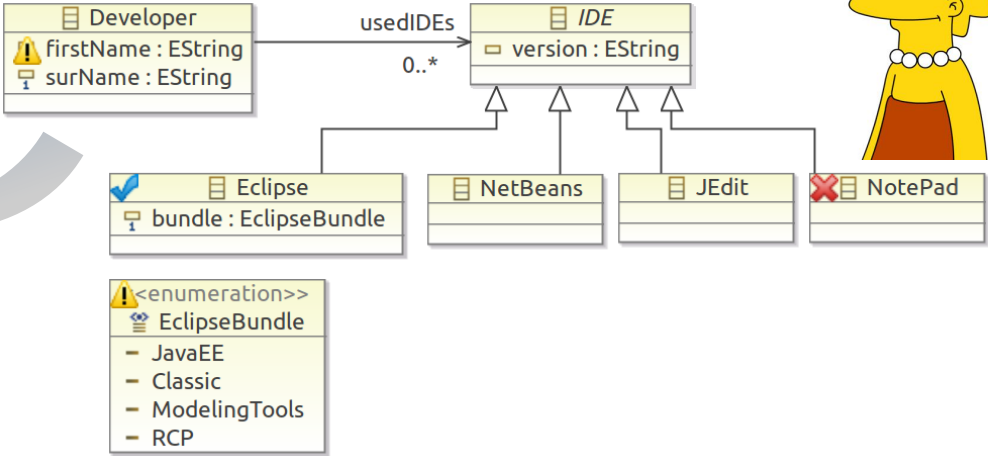 Developer
firstName : EString
surName : EString
usedIDEs
0..*
IDE
version : EString
Eclipse
bundle : EclipseBundle
NetBeans
JEdit
NotePad
<enumeration>>
EclipseBundle
JavaEE
Classic
ModelingTools
RCP